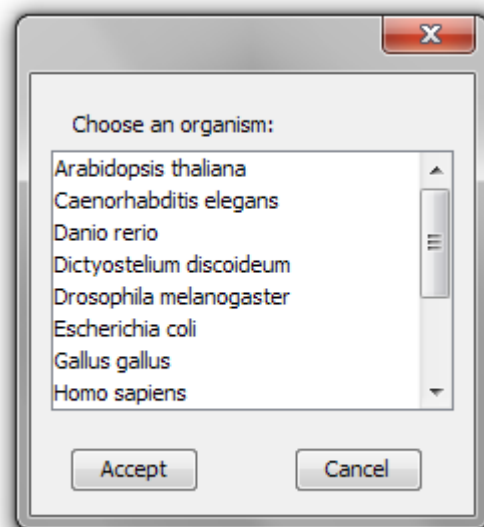 Choose an organism:
Arabidopsis thaliana
Caenorhabditis elegans
Danio rerio
Dictyostelium discoideum
Drosophila melanogaster
Escherichia coli
Gallus gallus
Homo sapiens
Accept
Cancel